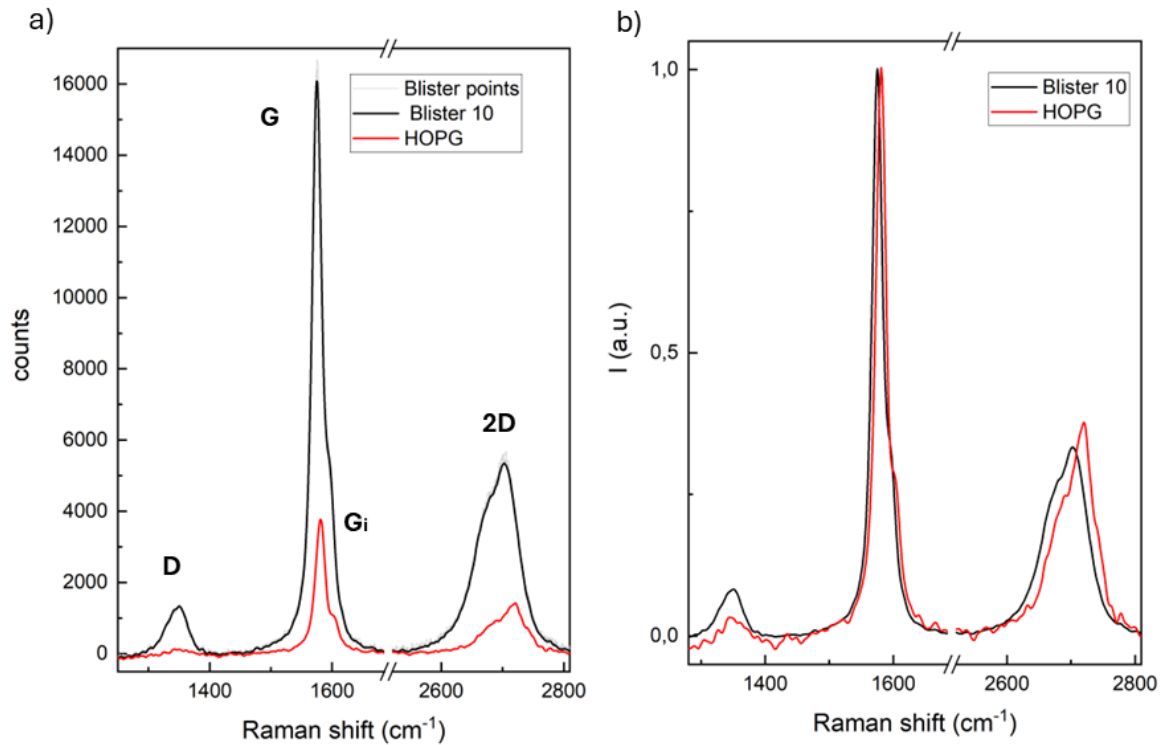 a)
16000
14000
12000
10000
8000
6000
4000
2000
0
counts
1400
1600
2600
2800
Raman shift (cm⁻¹)
Blister points
Blister 10
HOPG
G
Gi
D
2D
b)
1,0
0,5
0,0
I (a.u.)
1400
1600
2600
2800
Raman shift (cm⁻¹)
Blister 10
HOPG